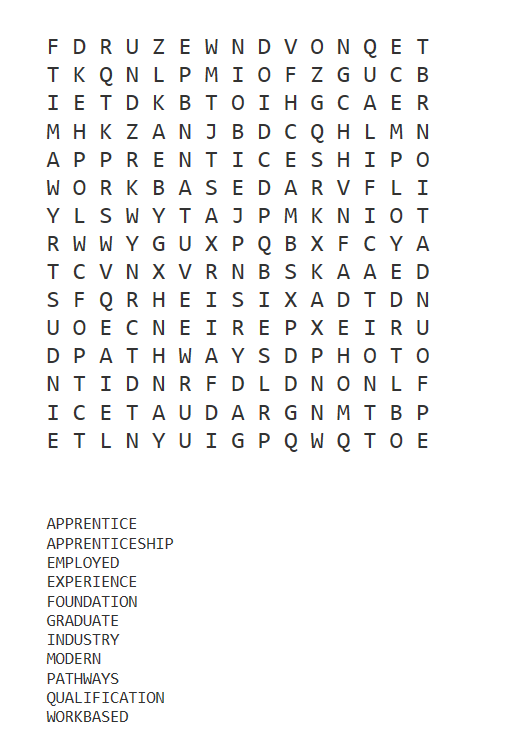 F D R U Z E W N D V O N Q E T
T K Q N L P M I O F Z G U C B
I E T D K B T O I H G C A E R
M H K Z A N J B D C Q H L M N
A P P R E N T I C E S H I P O
W O R K B A S E D A R V F L I
Y L S W Y T A J P M K N I O T
R W W Y G U X P Q B X F C Y A
T C V N X V R N B S K A A E D
S F Q R H E I S I X A D T D N
U O E C N E I R E P X E I R U
D P A T H W A Y S D P H O T O
N T I D N R F D L D N O N L F
I C E T A U D A R G N M T B P
E T L N Y U I G P Q W Q T O E
APPRENTICE
APPRENTICESHIP
EMPLOYED
EXPERIENCE
FOUNDATION
GRADUATE
INDUSTRY
MODERN
PATHWAYS
QUALIFICATION
WORKBASED